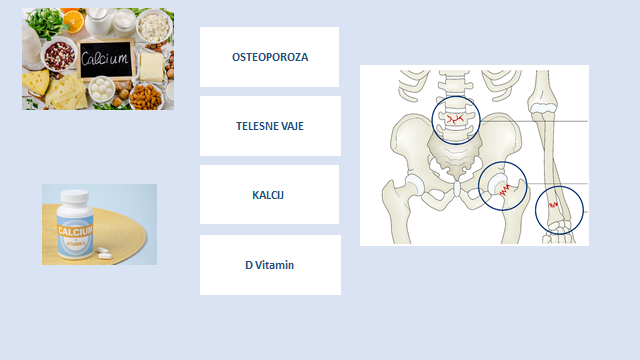 Calcium
OSTEOPOROZA
TELESNE VAJE
KALCIJ
D Vitamin
CALCIUM